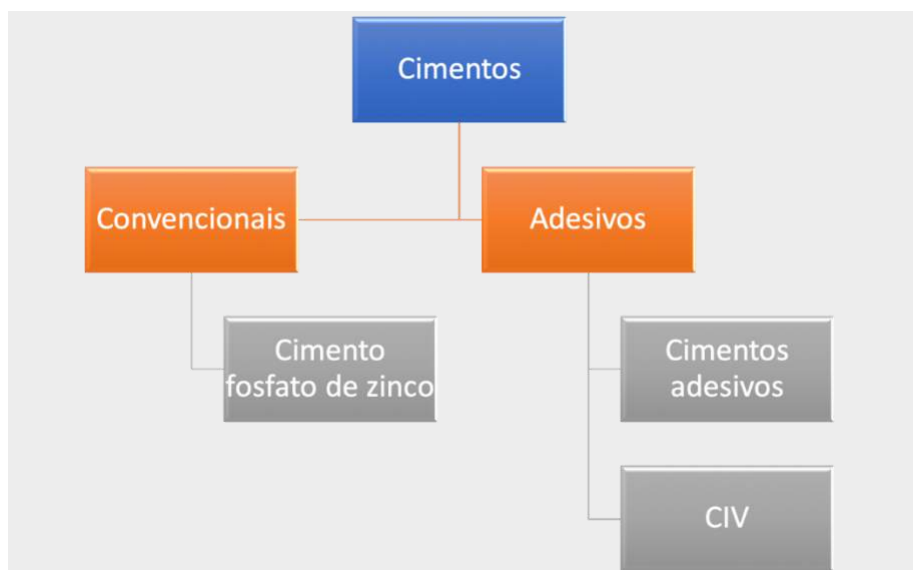 Cimentos
Convencionais
Adesivos
Cimento
fosfato de zinco
Cimentos
adesivos
CIV